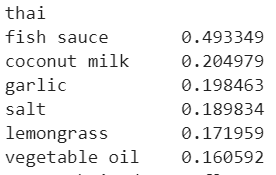 thai
fish sauce 0.493349
coconut milk 0.204979
garlic 0.198463
salt 0.189834
lemongrass 0.171959
vegetable oil 0.160592